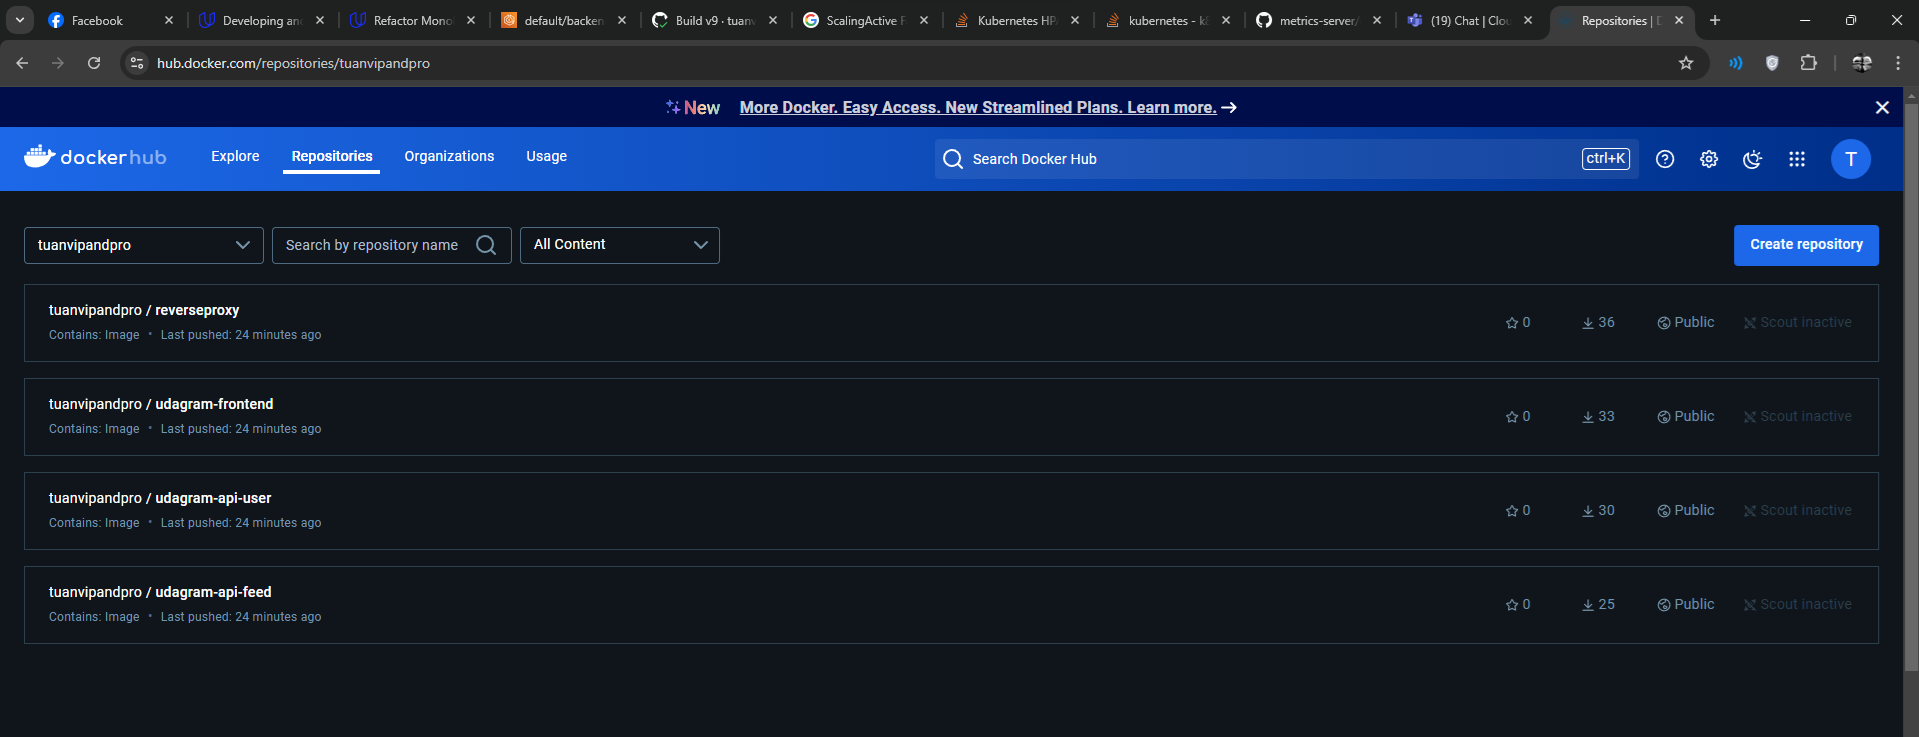 Facebook
Developing an
Refactor Mono
default/backen
Build v9 · tuan
ScalingActive F
Kubernetes HP
kubernetes - k
metrics-server/
(19) Chat | Clo
Repositories | D
hub.docker.com/repositories/tuanvipandpro
New More Docker. Easy Access. New Streamlined Plans. Learn more.
dockerhub
Explore
Repositories
Organizations
Usage
Search Docker Hub
ctrl+K
T
tuanvipandpro
Search by repository name
All Content
Create repository
tuanvipandpro / reverseproxy
Contains: Image • Last pushed: 24 minutes ago
0
36
Public
Scout inactive
tuanvipandpro / udagram-frontend
Contains: Image • Last pushed: 24 minutes ago
0
33
Public
Scout inactive
tuanvipandpro / udagram-api-user
Contains: Image • Last pushed: 24 minutes ago
0
30
Public
Scout inactive
tuanvipandpro / udagram-api-feed
Contains: Image • Last pushed: 24 minutes ago
0
25
Public
Scout inactive